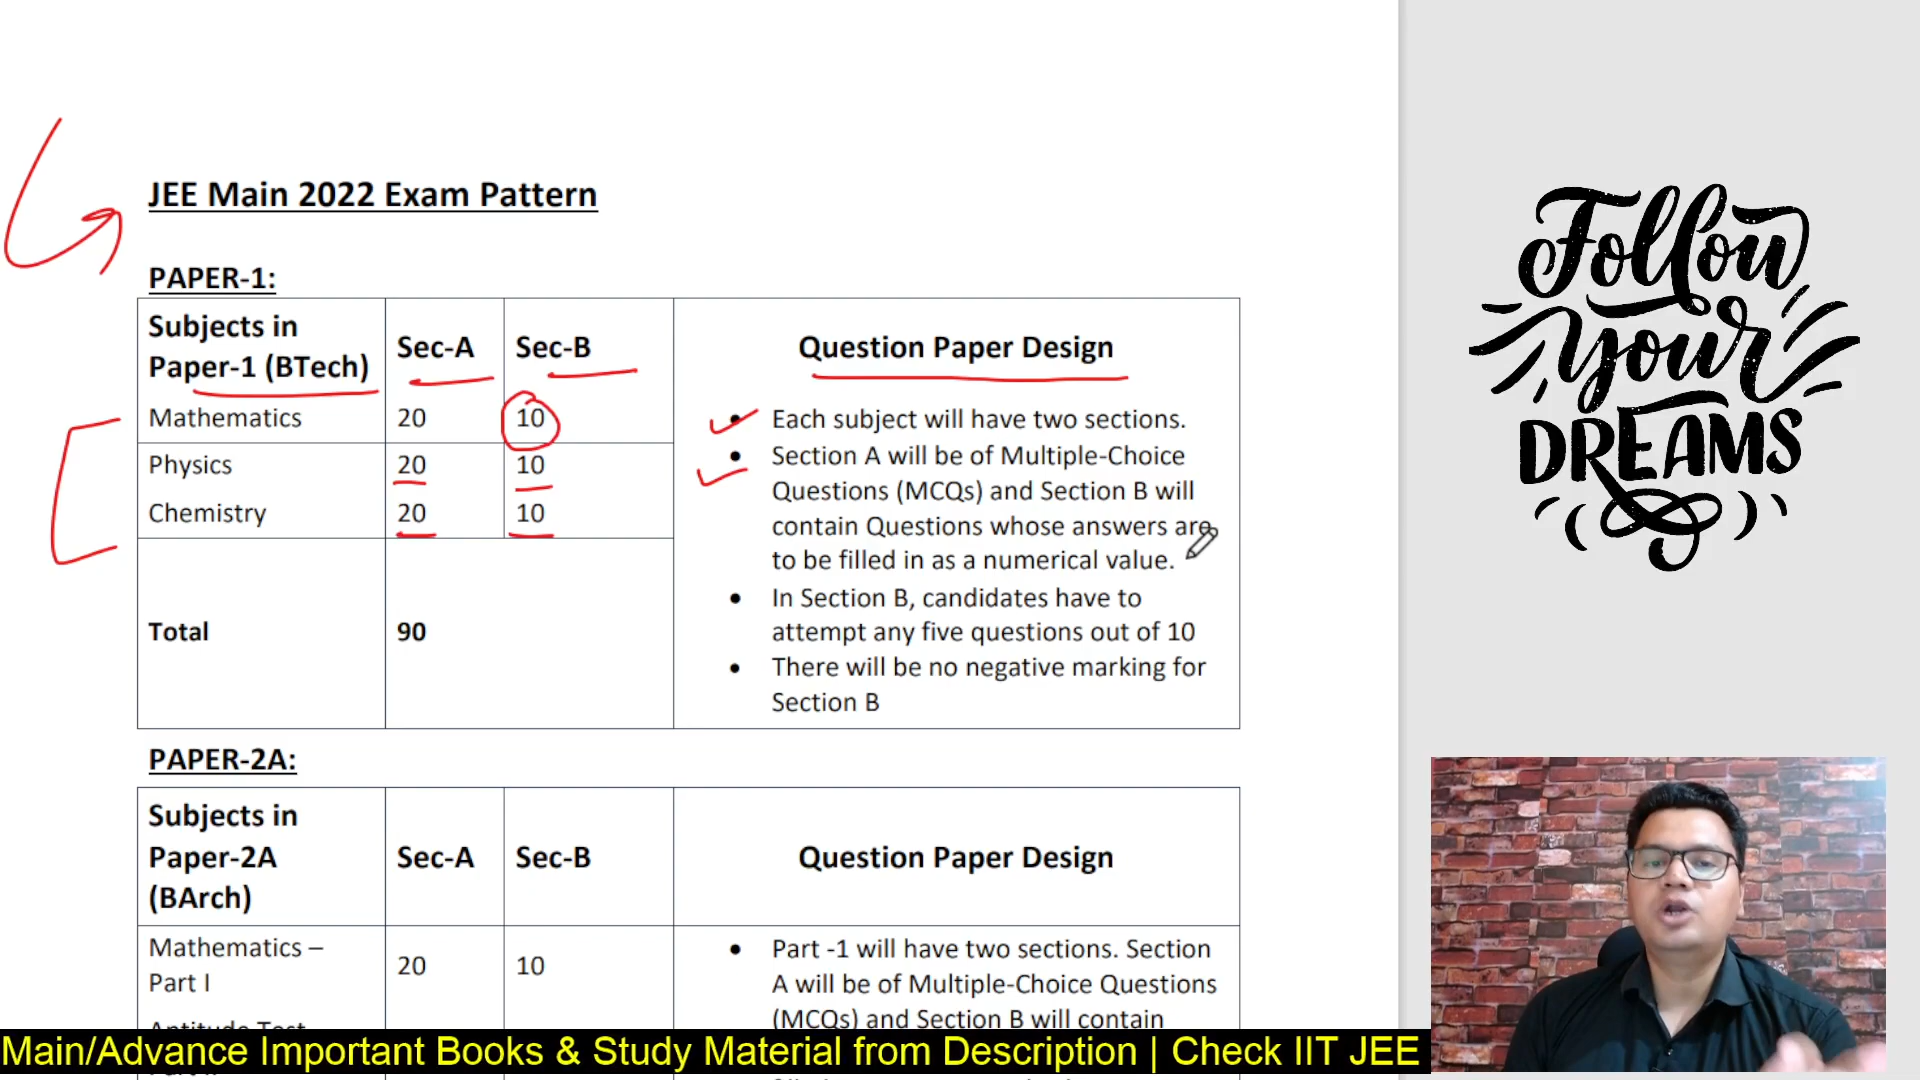 JEE Main 2022 Exam Pattern
PAPER-1:
Subjects in
Paper-1 (BTech)
Sec-A
Sec-B
Question Paper Design
Mathematics
20
10
Physics
20
10
Chemistry
20
10
Total
90
• Each subject will have two sections.
• Section A will be of Multiple-Choice
Questions (MCQs) and Section B will
contain Questions whose answers are
to be filled in as a numerical value.
• In Section B, candidates have to
attempt any five questions out of 10
• There will be no negative marking for
Section B
PAPER-2A:
Subjects in
Paper-2A
(BArch)
Sec-A
Sec-B
Question Paper Design
Mathematics –
Part I
20
10
• Part -1 will have two sections. Section
A will be of Multiple-Choice Questions
(MCQs) and Section B will contain
Aptitude Test
Follow
Your
DREAMS
Main/Advance Important Books & Study Material from Description | Check IIT JEE